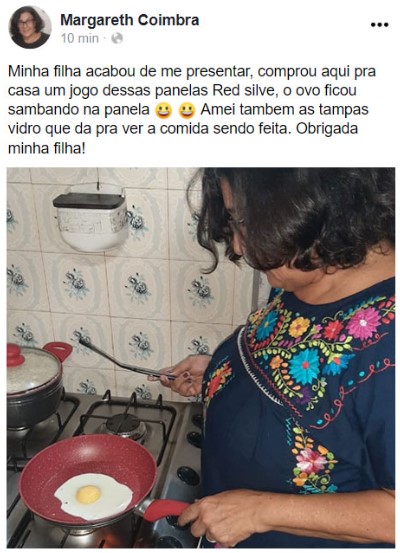 Margareth Coimbra
10 min ·
Minha filha acabou de me presentar, comprou aqui pra
casa um jogo dessas panelas Red silve, o ovo ficou
sambando na panela 😀 😀 Amei tambem as tampas
vidro que da pra ver a comida sendo feita. Obrigada
minha filha!